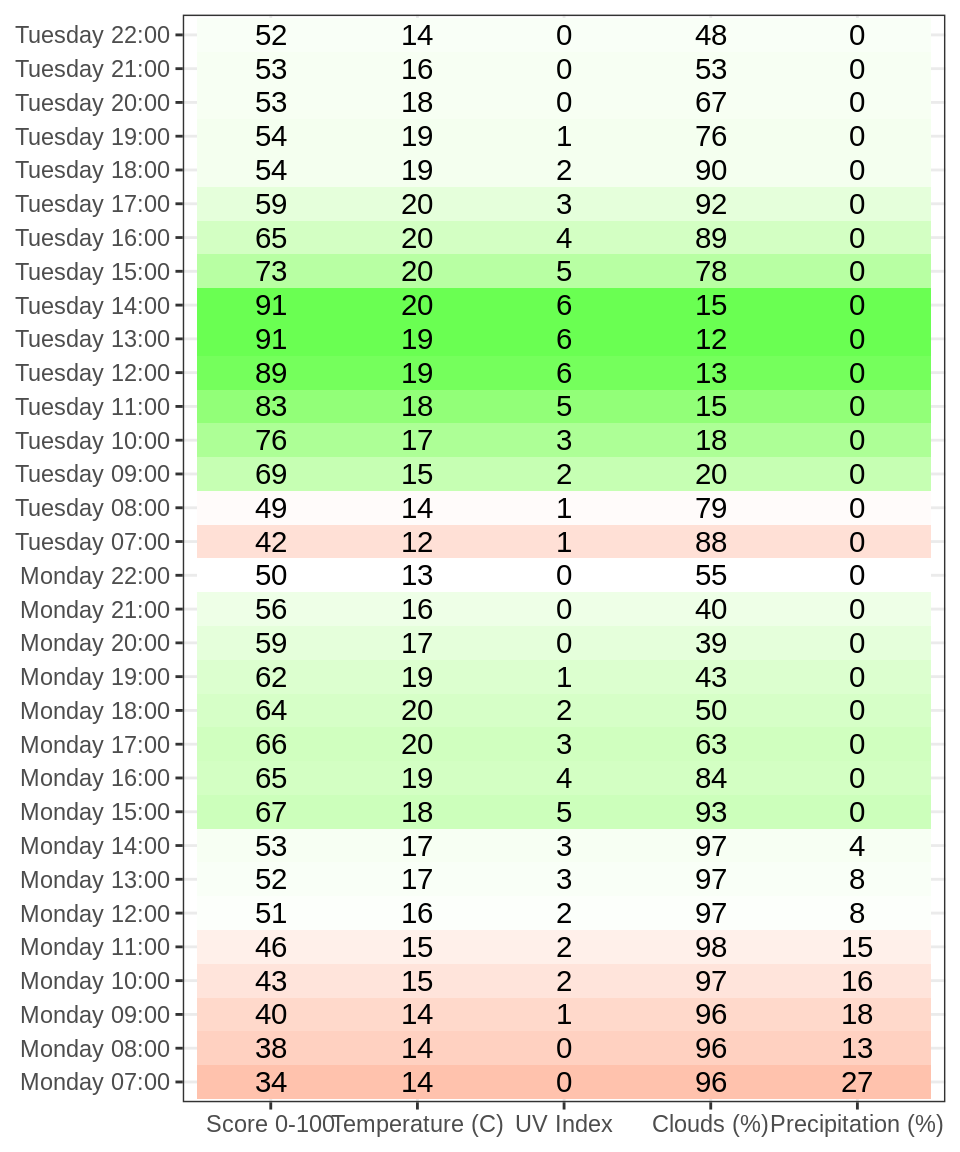 Tuesday 22:00 52 14 0 48 0
Tuesday 21:00 53 16 0 53 0
Tuesday 20:00 53 18 0 67 0
Tuesday 19:00 54 19 1 76 0
Tuesday 18:00 54 19 2 90 0
Tuesday 17:00 59 20 3 92 0
Tuesday 16:00 65 20 4 89 0
Tuesday 15:00 73 20 5 78 0
Tuesday 14:00 91 20 6 15 0
Tuesday 13:00 91 19 6 12 0
Tuesday 12:00 89 19 6 13 0
Tuesday 11:00 83 18 5 15 0
Tuesday 10:00 76 17 3 18 0
Tuesday 09:00 69 15 2 20 0
Tuesday 08:00 49 14 1 79 0
Tuesday 07:00 42 12 1 88 0
Monday 22:00 50 13 0 55 0
Monday 21:00 56 16 0 40 0
Monday 20:00 59 17 0 39 0
Monday 19:00 62 19 1 43 0
Monday 18:00 64 20 2 50 0
Monday 17:00 66 20 3 63 0
Monday 16:00 65 19 4 84 0
Monday 15:00 67 18 5 93 0
Monday 14:00 53 17 3 97 4
Monday 13:00 52 17 3 97 8
Monday 12:00 51 16 2 97 8
Monday 11:00 46 15 2 98 15
Monday 10:00 43 15 2 97 16
Monday 09:00 40 14 1 96 18
Monday 08:00 38 14 0 96 13
Monday 07:00 34 14 0 96 27
Score 0-100 Temperature (C) UV Index Clouds (%) Precipitation (%)